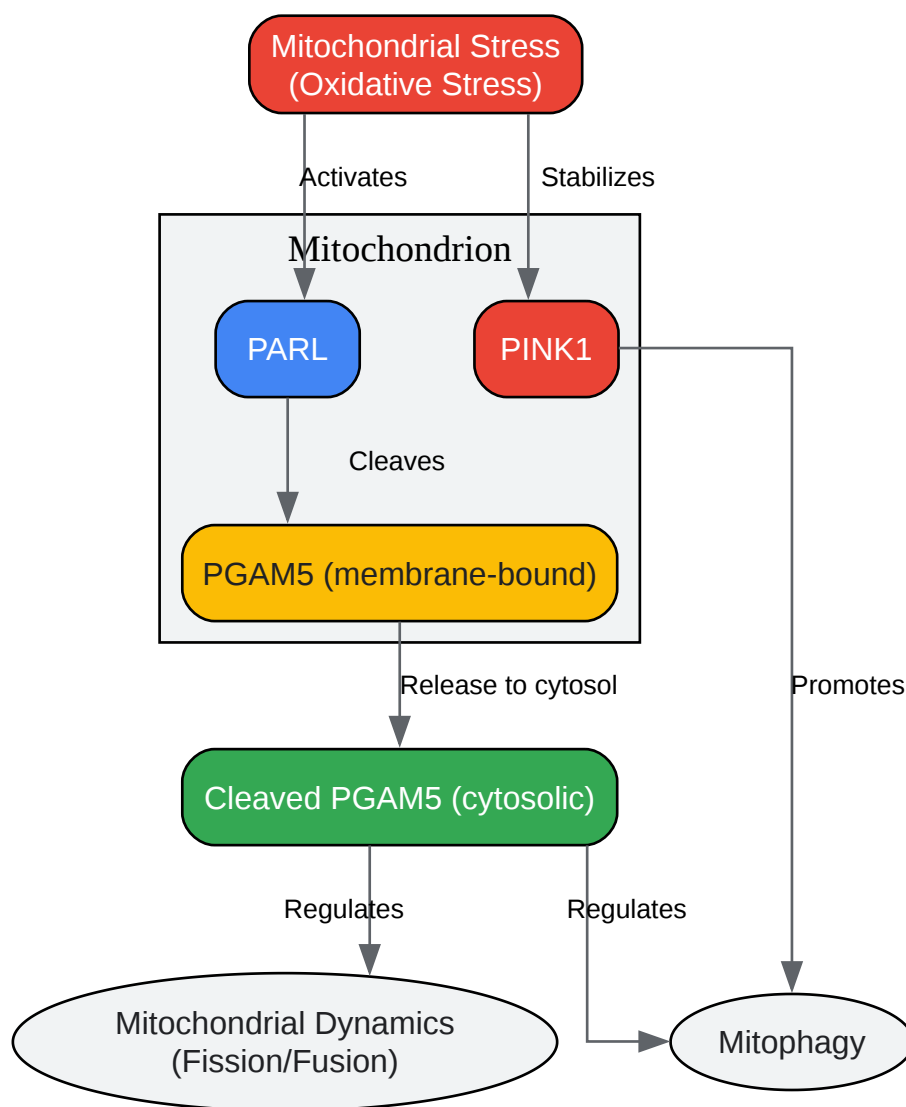 Mitochondrial Stress
(Oxidative Stress)
Activates
Stabilizes
Mitochondrion
PARL
PINK1
Cleaves
PGAM5 (membrane-bound)
Release to cytosol
Promotes
Cleaved PGAM5 (cytosolic)
Regulates
Regulates
Mitochondrial Dynamics
(Fission/Fusion)
Mitophagy